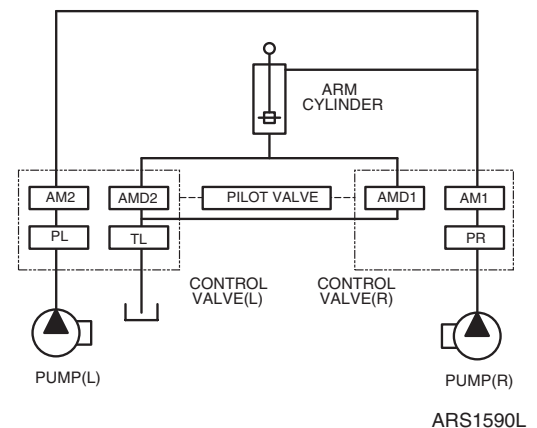 ARM
CYLINDER
AM2
AMD2
PILOT VALVE
AMD1
AM1
PL
TL
PR
CONTROL
VALVE(L)
CONTROL
VALVE(R)
PUMP(L)
PUMP(R)
ARS1590L